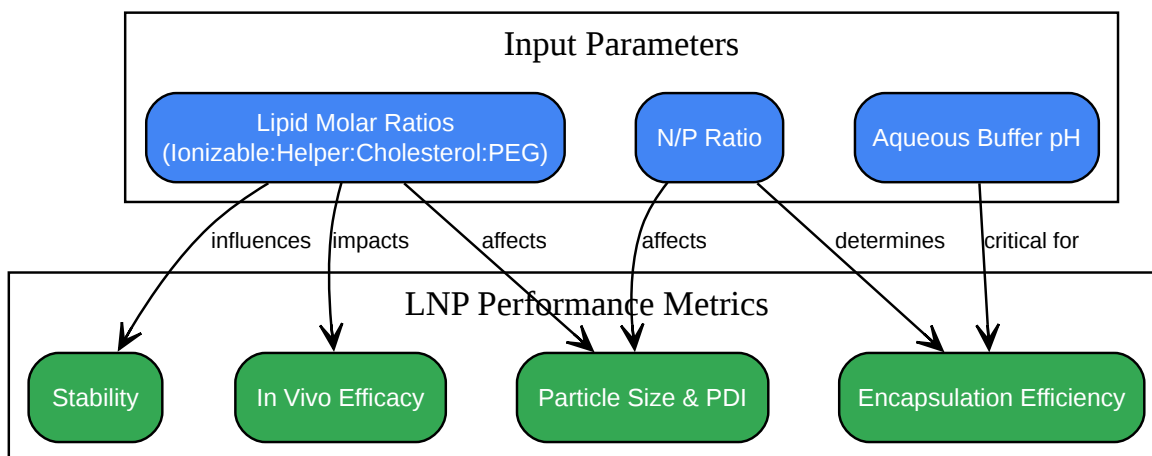 Input Parameters
Lipid Molar Ratios
(Ionizable:Helper:Cholesterol:PEG)
N/P Ratio
Aqueous Buffer pH
influences
impacts
affects
affects
determines
critical for
LNP Performance Metrics
Stability
In Vivo Efficacy
Particle Size & PDI
Encapsulation Efficiency